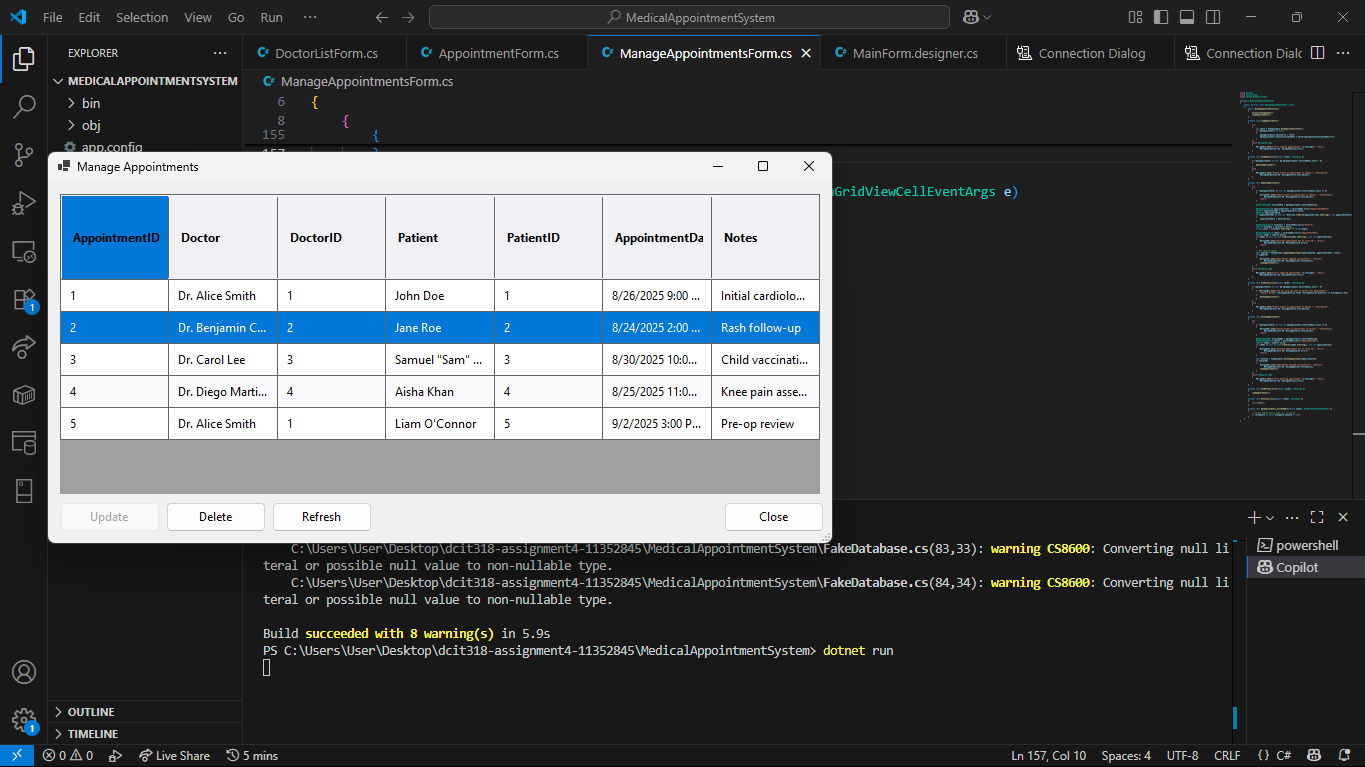 File Edit Selection View Go Run ··· MedicalAppointmentSystem
EXPLORER ···
DoctorListForm.cs AppointmentForm.cs ManageAppointmentsForm.cs MainForm.designer.cs Connection Dialog Connection Dialc
MEDICALAPPOINTMENTSYSTEM
ManageAppointmentsForm.cs
bin
obj
app.config
6 {
8 {
155 {
157 }
nGridViewCellEventArgs e)
Manage Appointments
AppointmentID Doctor DoctorID Patient PatientID AppointmentDa Notes
1 Dr. Alice Smith 1 John Doe 1 8/26/2025 9:00 ... Initial cardiolo...
2 Dr. Benjamin C... 2 Jane Roe 2 8/24/2025 2:00 ... Rash follow-up
3 Dr. Carol Lee 3 Samuel "Sam" ... 3 8/30/2025 10:0... Child vaccinati...
4 Dr. Diego Marti... 4 Aisha Khan 4 8/25/2025 11:0... Knee pain asse...
5 Dr. Alice Smith 1 Liam O'Connor 5 9/2/2025 3:00 P... Pre-op review
Update Delete Refresh Close
powershell
Copilot
C:\Users\User\Desktop\dcit318-assignment4-11352845\MedicalAppointmentSystem\FakeDatabase.cs(83,33): warning CS8600: Converting null li
teral or possible null value to non-nullable type.
C:\Users\User\Desktop\dcit318-assignment4-11352845\MedicalAppointmentSystem\FakeDatabase.cs(84,34): warning CS8600: Converting null li
teral or possible null value to non-nullable type.
Build succeeded with 8 warning(s) in 5.9s
PS C:\Users\User\Desktop\dcit318-assignment4-11352845\MedicalAppointmentSystem> dotnet run
OUTLINE
TIMELINE
1
1
0 0 Live Share 5 mins Ln 157, Col 10 Spaces: 4 UTF-8 CRLF {} C#